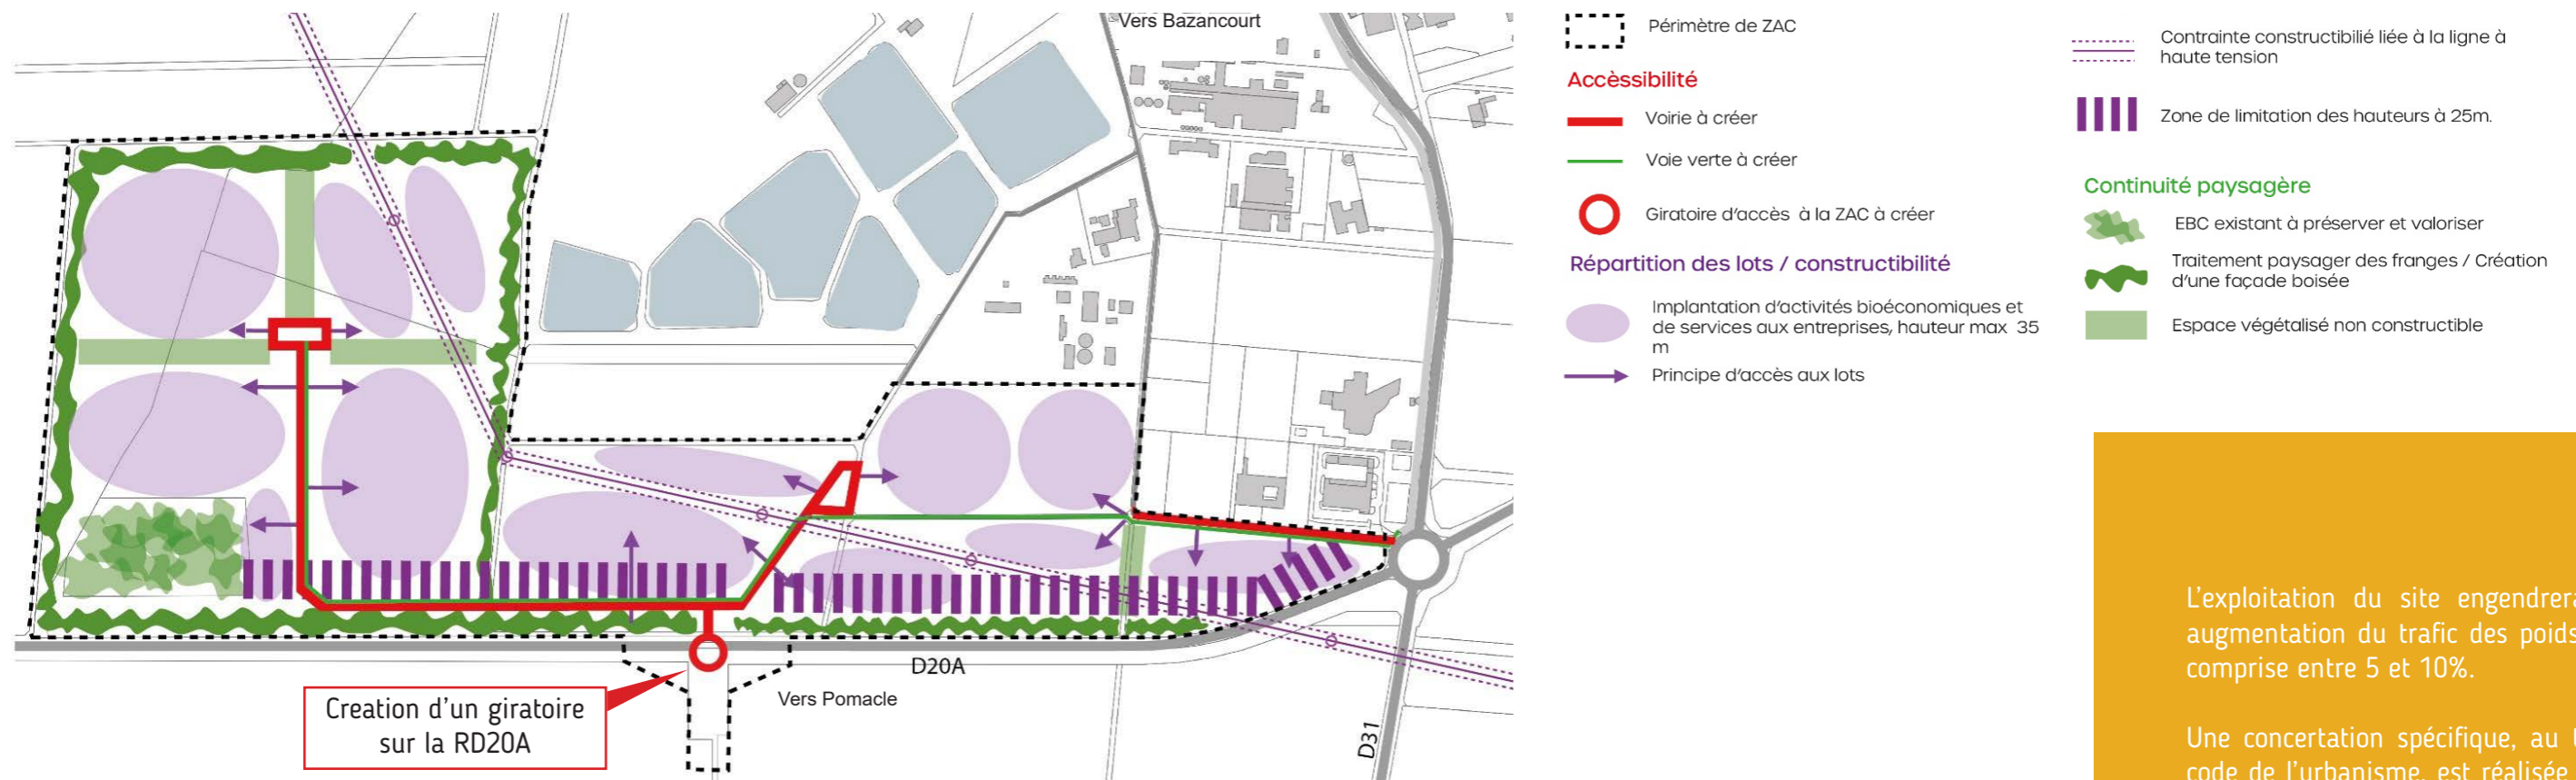 Vers Bazancourt
D20A
Vers Pomacle
D31
Creation d'un giratoire
sur la RD20A
Périmètre de ZAC
Accèssibilité
Voirie à créer
Voie verte à créer
Giratoire d'accès à la ZAC à créer
Répartition des lots / constructibilité
Implantation d'activités bioéconomiques et
de services aux entreprises, hauteur max 35
m
Principe d'accès aux lots
Contrainte constructibilié liée à la ligne à
haute tension
Zone de limitation des hauteurs à 25m.
Continuité paysagère
EBC existant à préserver et valoriser
Traitement paysager des franges / Création
d'une façade boisée
Espace végétalisé non constructible
L'exploitation du site engendrera
augmentation du trafic des poids
comprise entre 5 et 10%.
Une concertation spécifique, au
code de l'urbanisme, est réalisée